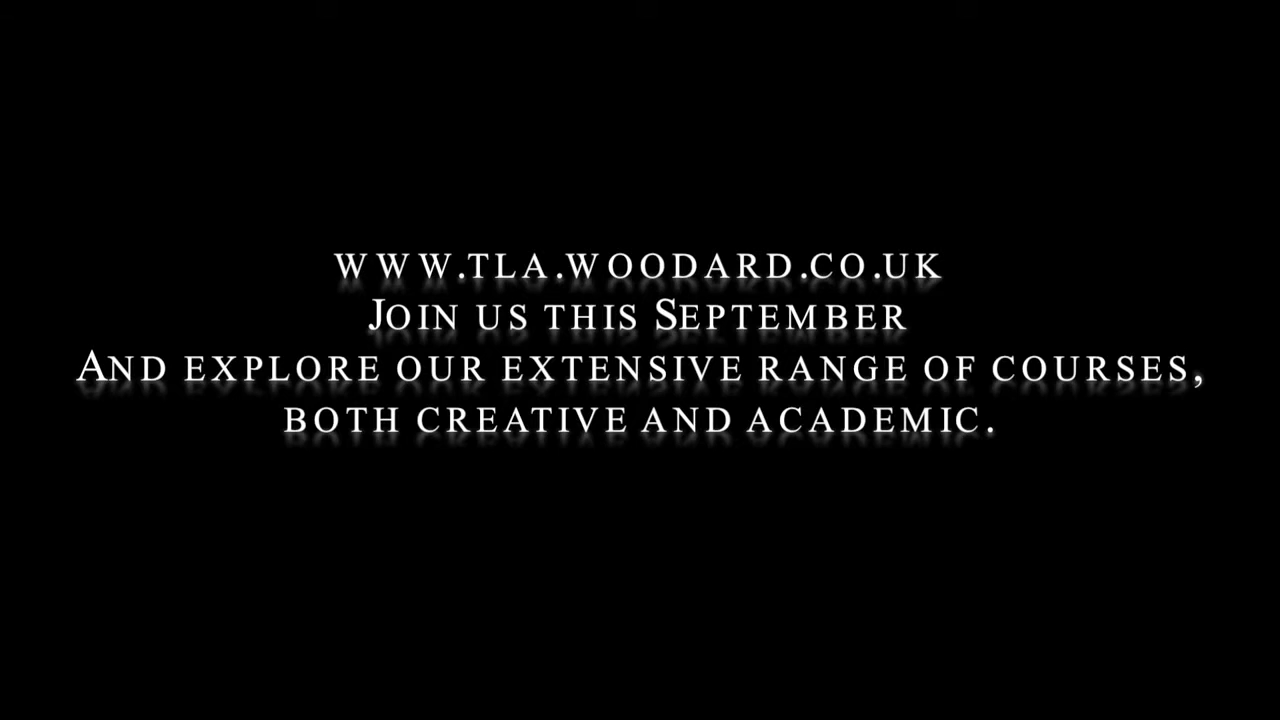 www.tla.woodard.co.uk
Join us this September
And explore our extensive range of courses,
both creative and academic.